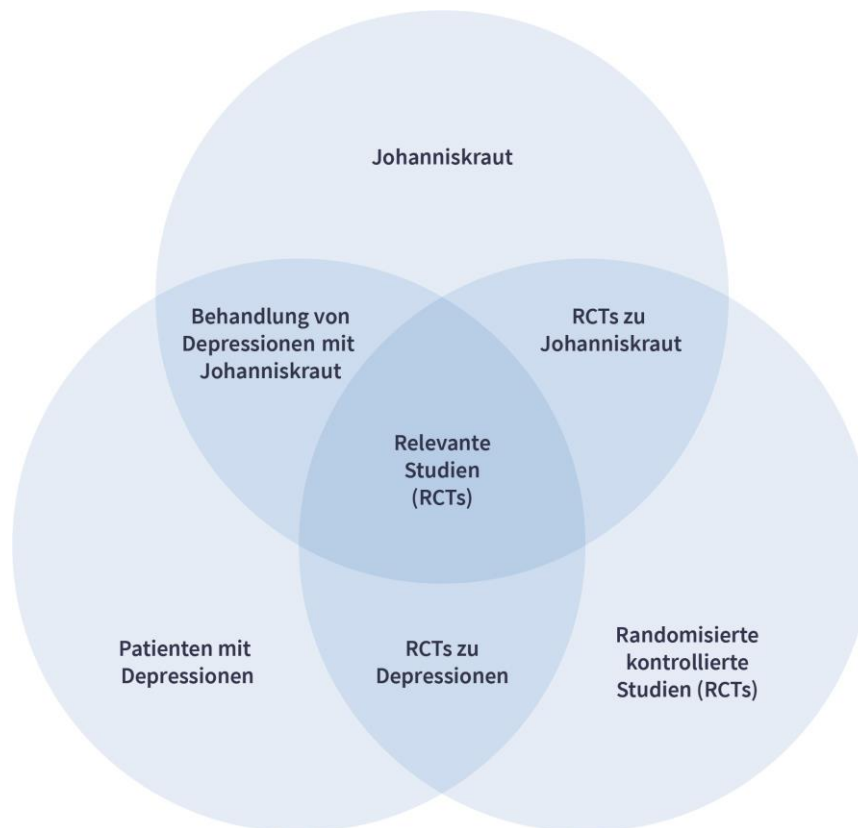 Johanniskraut
Behandlung von
Depressionen mit
Johanniskraut
RCTs zu
Johanniskraut
Relevante
Studien
(RCTs)
Patienten mit
Depressionen
RCTs zu
Depressionen
Randomisierte
kontrollierte
Studien (RCTs)